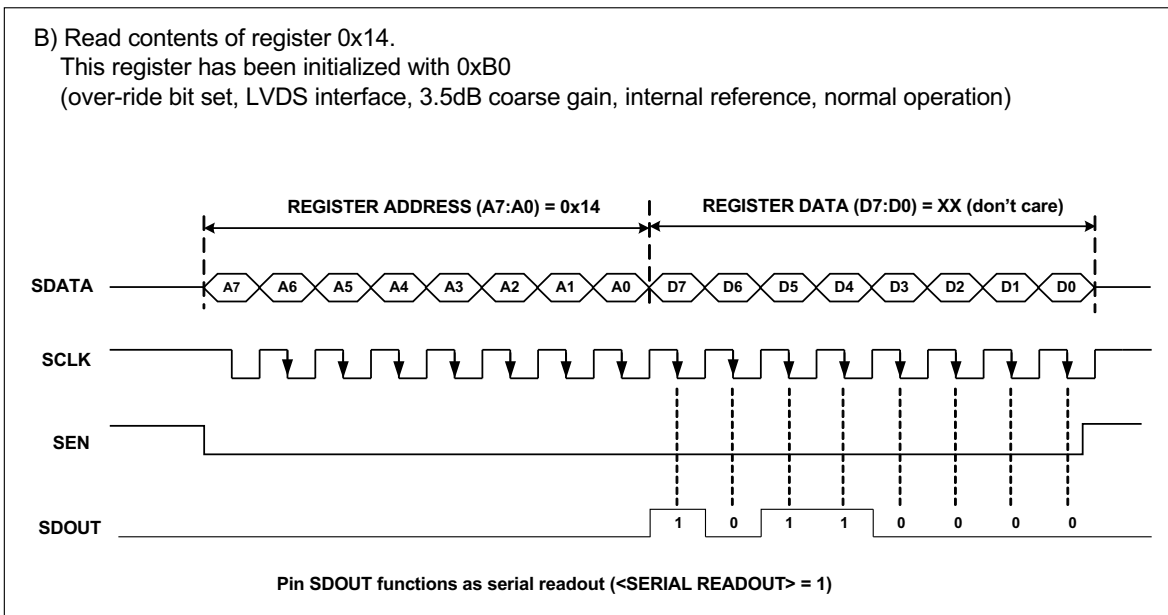 B) Read contents of register 0x14.
This register has been initialized with 0xB0
(over-ride bit set, LVDS interface, 3.5dB coarse gain, internal reference, normal operation)
REGISTER ADDRESS (A7:A0) = 0x14
REGISTER DATA (D7:D0) = XX (don’t care)
SDATA A7 A6 A5 A4 A3 A2 A1 A0 D7 D6 D5 D4 D3 D2 D1 D0
SCLK
SEN
SDOUT 1 0 1 1 0 0 0 0
Pin SDOUT functions as serial readout (<SERIAL READOUT> = 1)